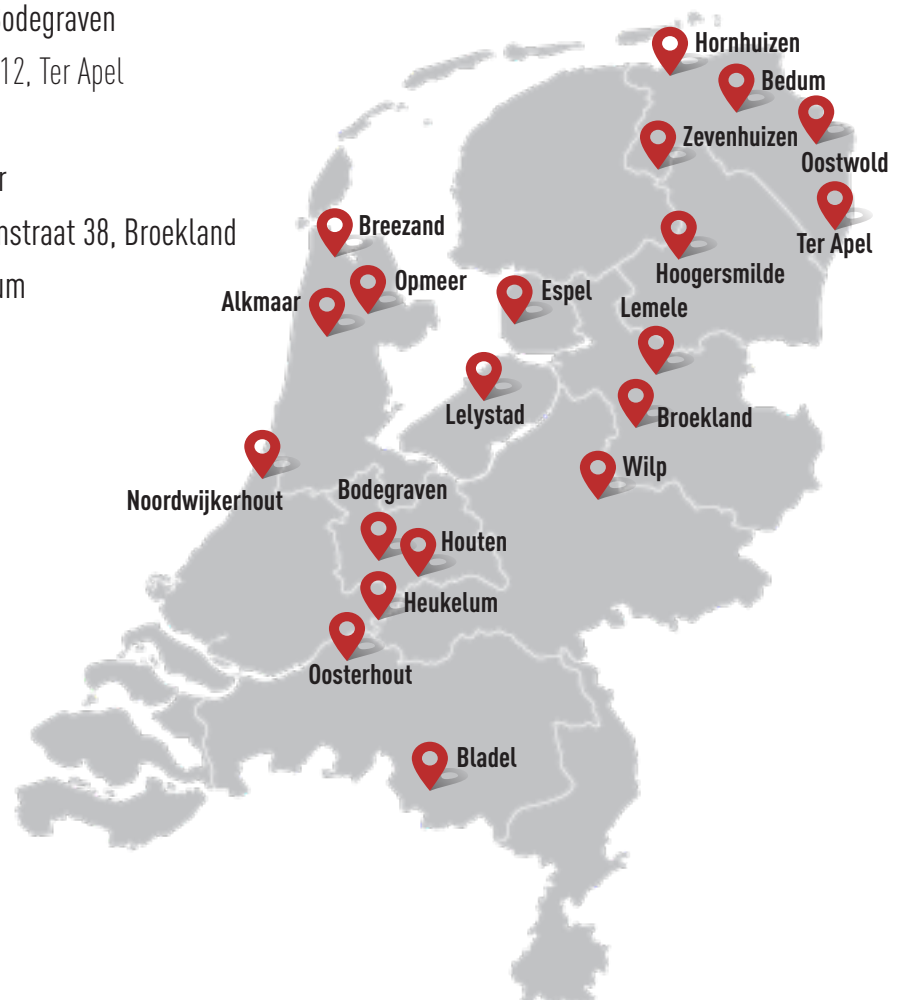 Bodegraven
12, Ter Apel
r
nstraat 38, Broekland
um
Hornhuizen
Bedum
Zevenhuizen
Oostwold
Ter Apel
Breezand
Hoogersmilde
Opmeer
Espel
Alkmaar
Lemele
Lelystad
Broekland
Wilp
Bodegraven
Noordwijkerhout
Houten
Heukelum
Oosterhout
Bladel